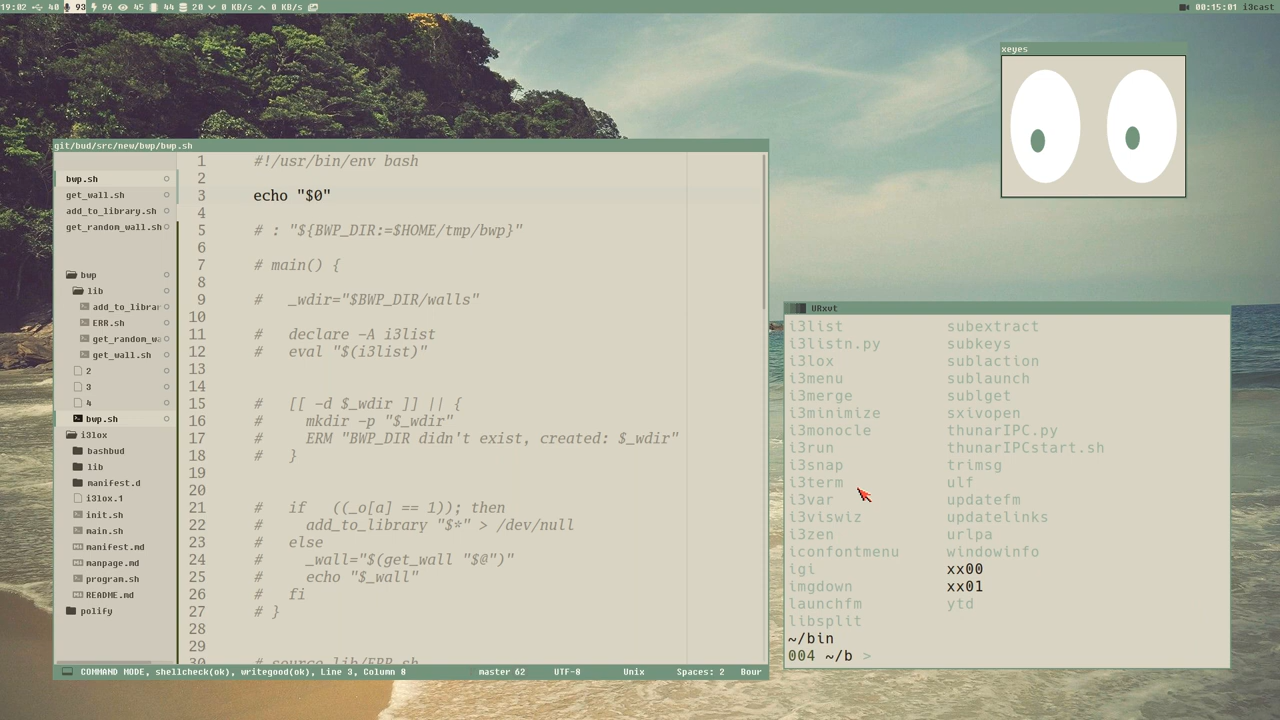 19:02 40 93 96 45 44 20 0 KB/s 0 KB/s
00:15:01 i3cast
xeyes
git/bud/src/new/bwp/bwp.sh
bwp.sh
get_wall.sh
add_to_library.sh
get_random_wall.sh
bwp
lib
add_to_librar
ERR.sh
get_random_wa
get_wall.sh
2
3
4
bwp.sh
i3lox
bashbud
lib
manifest.d
i3lox.1
init.sh
main.sh
manifest.md
manpage.md
program.sh
README.md
polify
1 #!/usr/bin/env bash
2
3 echo "$0"
4
5 # : "${BWP_DIR:=$HOME/tmp/bwp}"
6
7 # main() {
8
9 #   _wdir="$BWP_DIR/walls"
10
11 #   declare -A i3list
12 #   eval "$(i3list)"
13
14
15 #   [[ -d $_wdir ]] || {
16 #     mkdir -p "$_wdir"
17 #     ERM "BWP_DIR didn't exist, created: $_wdir"
18 #   }
19
20
21 #   if   ((_o[a] == 1)); then
22 #     add_to_library "$*" > /dev/null
23 #   else
24 #     _wall="$(get_wall "$@")"
25 #     echo "$_wall"
26 #   fi
27 # }
28
29
30 # source lib/ERR.sh
COMMAND MODE, shellcheck(ok), writegood(ok), Line 3, Column 8 master 62 UTF-8 Unix Spaces: 2 Bour
URxvt
i3list subextract
i3listn.py subkeys
i3lox sublaction
i3menu sublaunch
i3merge sublget
i3minimize sxivopen
i3monocle thunarIPC.py
i3run thunarIPCstart.sh
i3snap trimsg
i3term ulf
i3var updatefm
i3viswiz updatelinks
i3zen urlpa
iconfontmenu windowinfo
igi xx00
imgdown xx01
launchfm ytd
libsplit
~/bin
004 ~/b >